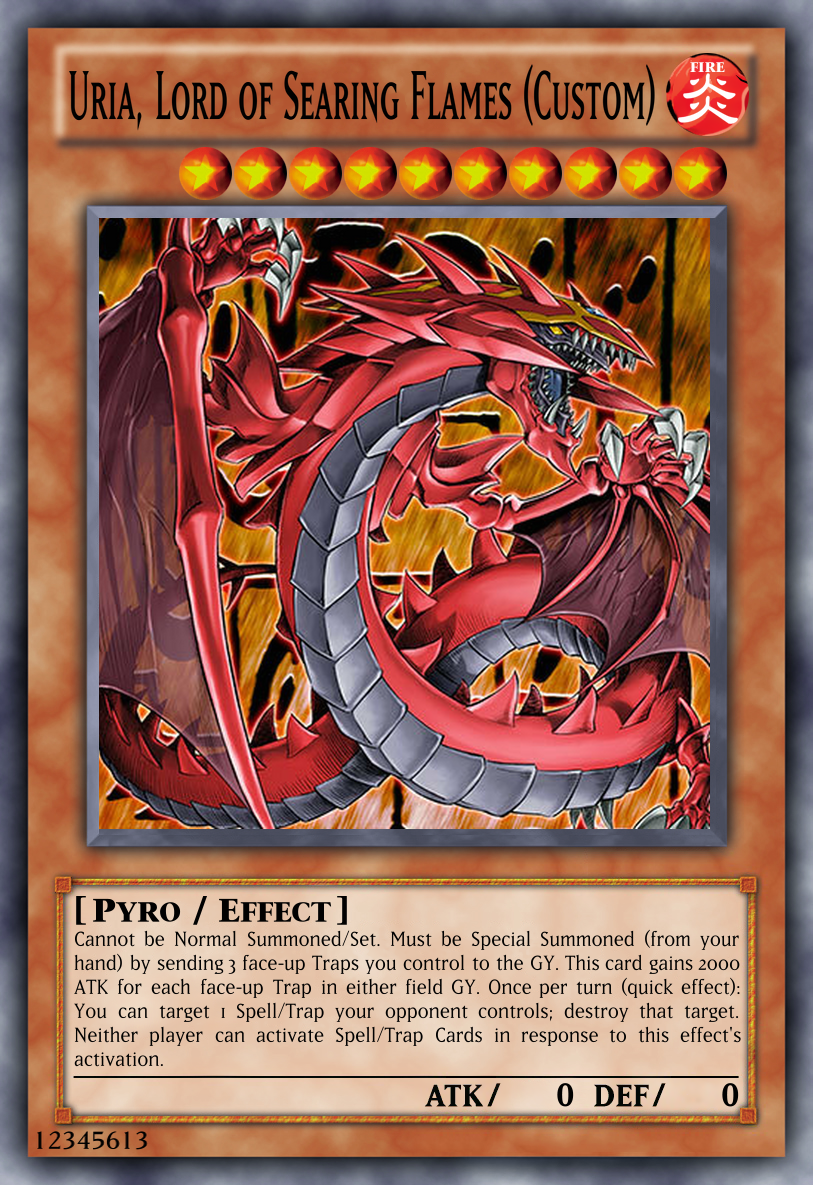 Uria, Lord of Searing Flames (Custom)
FIRE
炎
[ Pyro / Effect ]
Cannot be Normal Summoned/Set. Must be Special Summoned (from your
hand) by sending 3 face-up Traps you control to the GY. This card gains 2000
ATK for each face-up Trap in either field GY. Once per turn (quick effect):
You can target 1 Spell/Trap your opponent controls; destroy that target.
Neither player can activate Spell/Trap Cards in response to this effect's
activation.
ATK/ 0 DEF/ 0
12345613